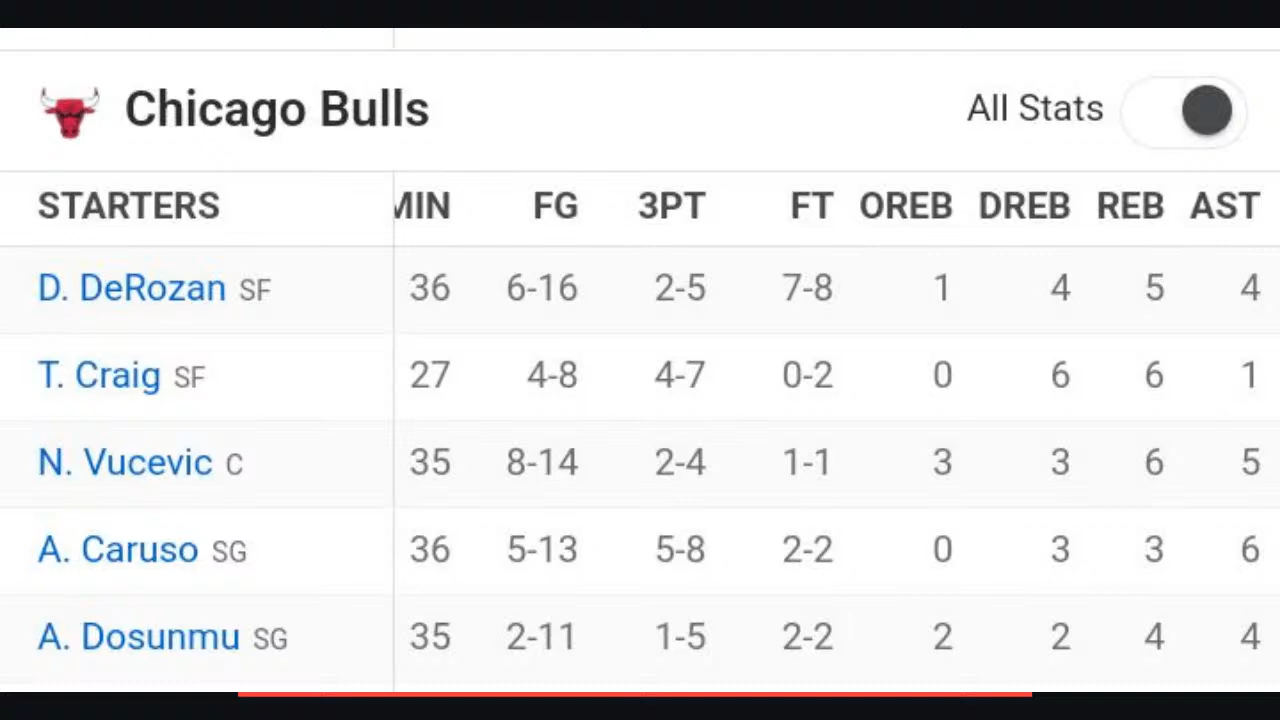 Chicago Bulls All Stats
STARTERS MIN FG 3PT FT OREB DREB REB AST
D. DeRozan SF 36 6-16 2-5 7-8 1 4 5 4
T. Craig SF 27 4-8 4-7 0-2 0 6 6 1
N. Vucevic C 35 8-14 2-4 1-1 3 3 6 5
A. Caruso SG 36 5-13 5-8 2-2 0 3 3 6
A. Dosunmu SG 35 2-11 1-5 2-2 2 2 4 4